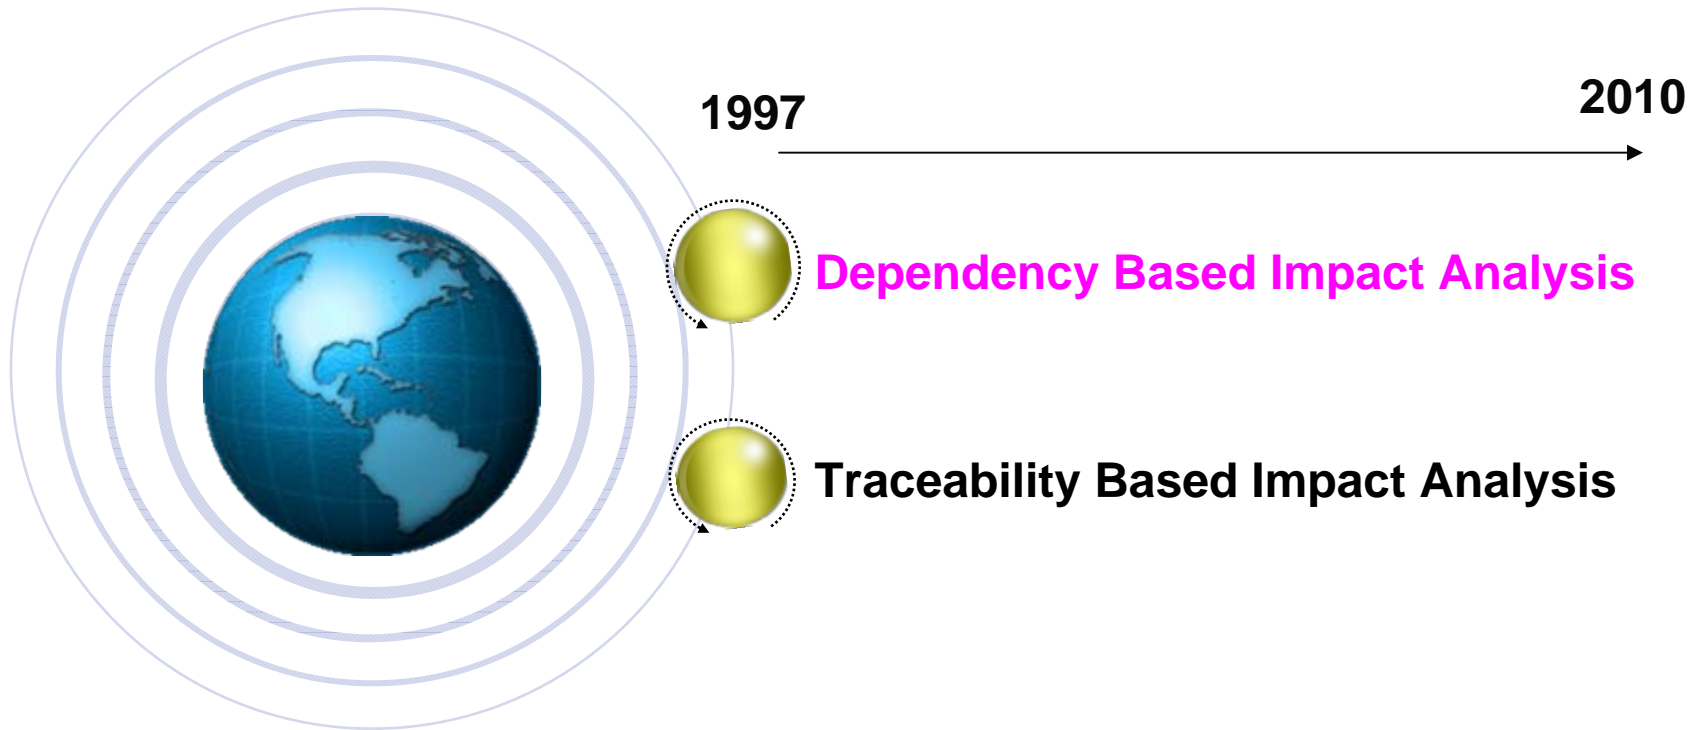 1997
2010
Dependency Based Impact Analysis
Traceability Based Impact Analysis